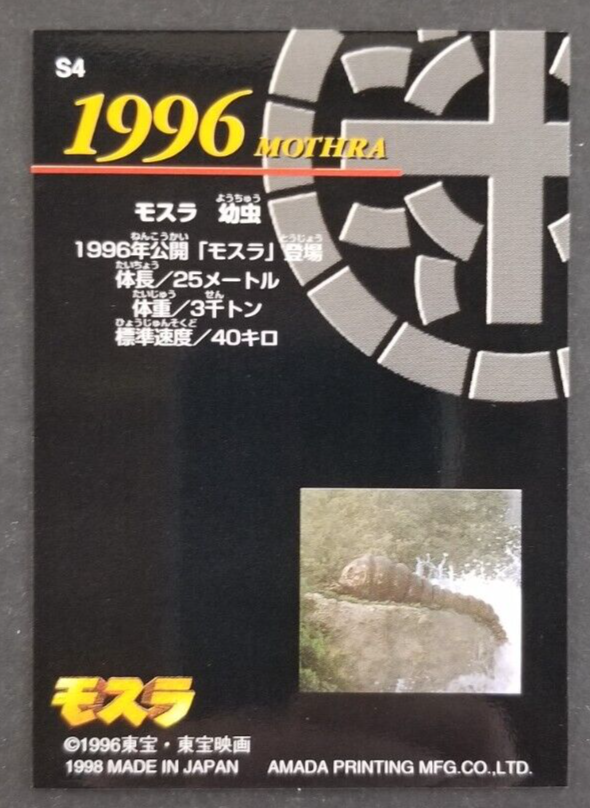 S4
1996 MOTHRA
モスラ 幼虫
ようちゅう
1996年公開「モスラ」登場
ねんこうかい とうじょう
体長／25メートル
たいちょう
体重／3千トン
たいじゅう せん
標準速度／40キロ
ひょうじゅんそくど
モスラ
©1996東宝・東宝映画
1998 MADE IN JAPAN AMADA PRINTING MFG.CO.,LTD.